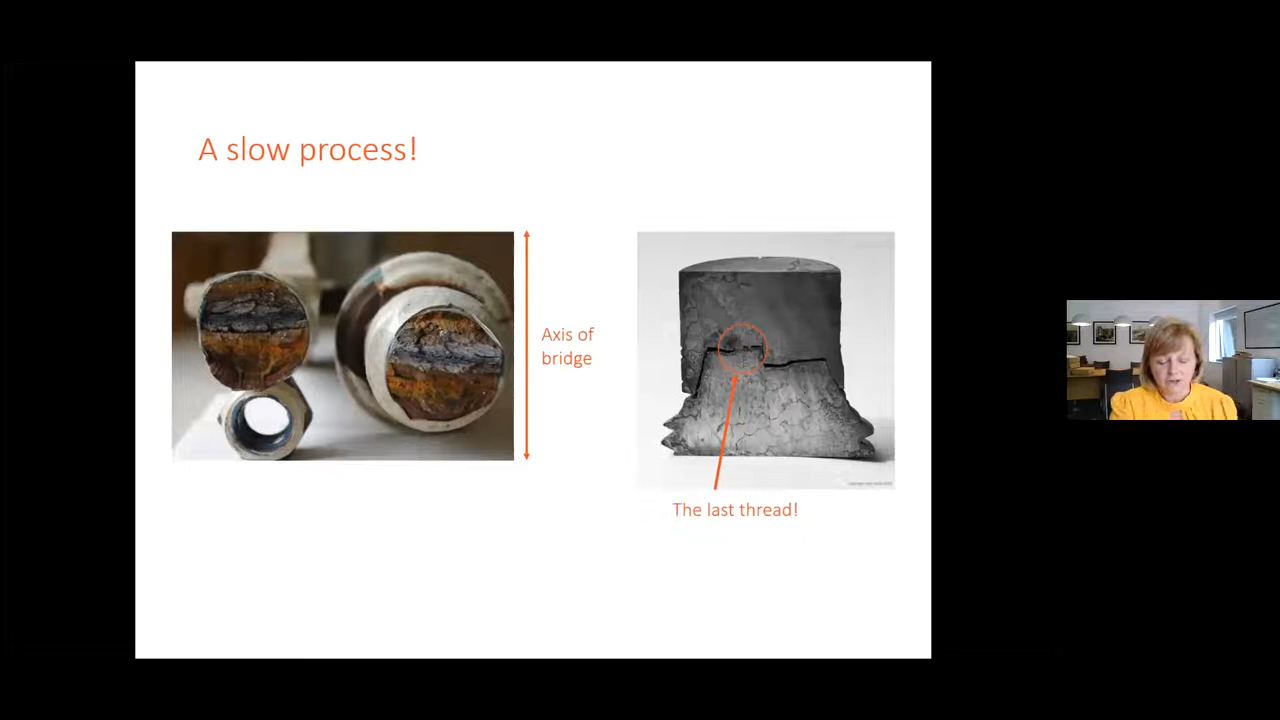 A slow process!
Axis of
bridge
The last thread!